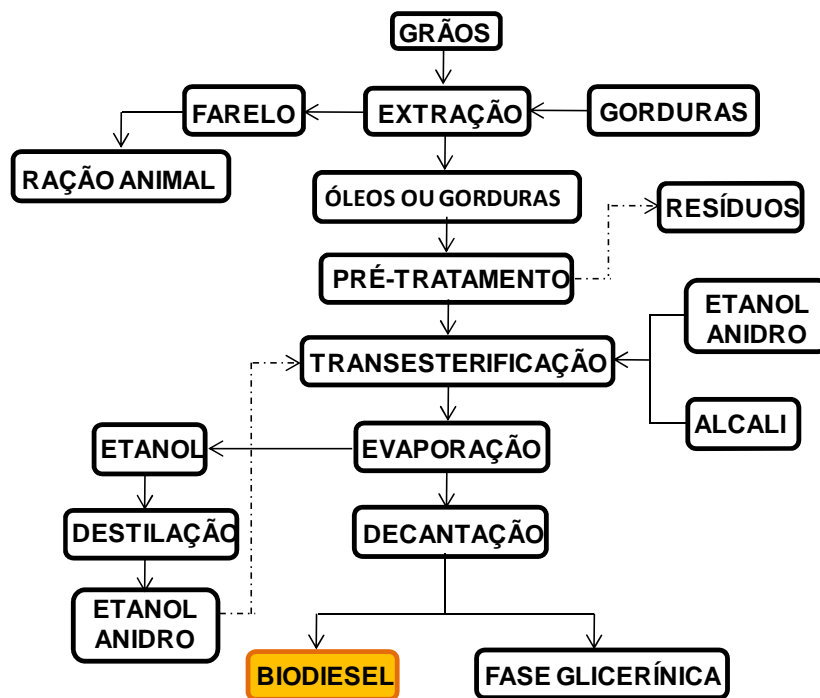 GRÃOS
FARELO
EXTRAÇÃO
GORDURAS
RAÇÃO ANIMAL
ÓLEOS OU GORDURAS
RESÍDUOS
PRÉ-TRATAMENTO
ETANOL
ANIDRO
TRANSESTERIFICAÇÃO
ALCALI
ETANOL
EVAPORAÇÃO
DESTILAÇÃO
DECANTAÇÃO
ETANOL
ANIDRO
BIODIESEL
FASE GLICERÍNICA